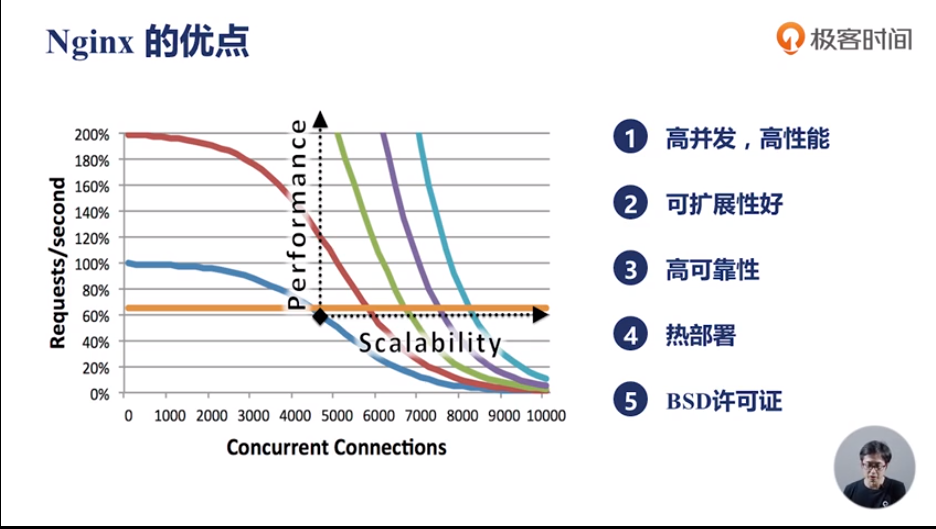 Nginx 的优点
极客时间
Requests/second
200%
180%
160%
140%
120%
100%
80%
60%
40%
20%
0%
Performance
Scalability
0 1000 2000 3000 4000 5000 6000 7000 8000 9000 10000
Concurrent Connections
1 高并发，高性能
2 可扩展性好
3 高可靠性
4 热部署
5 BSD许可证